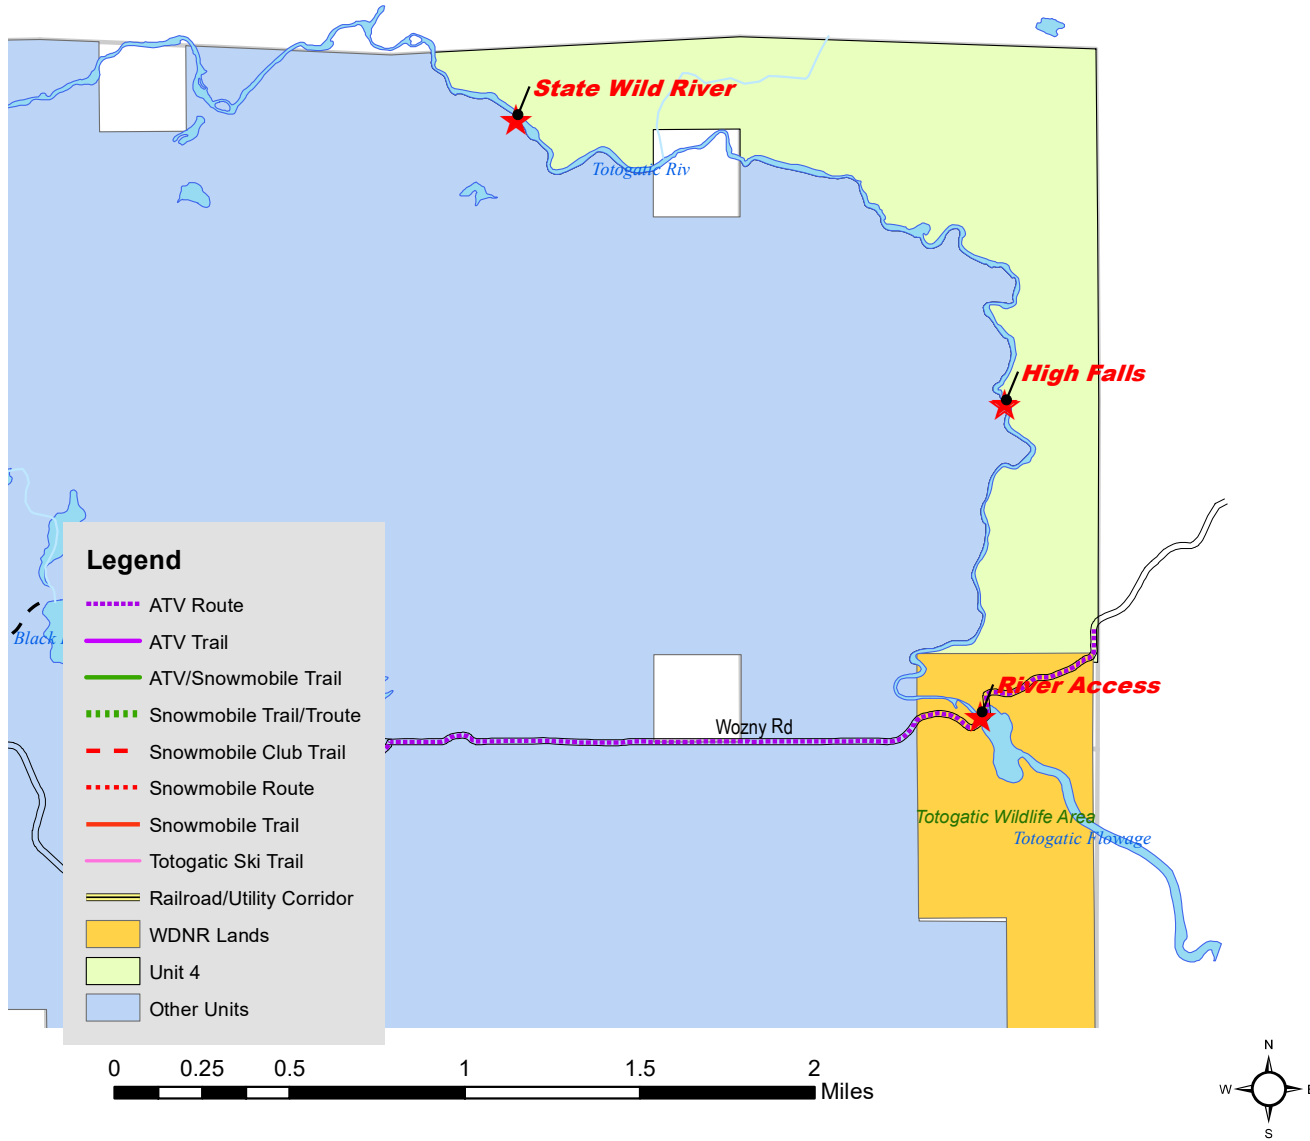 State Wild River
Totogatic Riv
High Falls
Black
River Access
Wozny Rd
Totogatic Wildlife Area
Totogatic Flowage
Legend
ATV Route
ATV Trail
ATV/Snowmobile Trail
Snowmobile Trail/Troute
Snowmobile Club Trail
Snowmobile Route
Snowmobile Trail
Totogatic Ski Trail
Railroad/Utility Corridor
WDNR Lands
Unit 4
Other Units
0 0.25 0.5 1 1.5 2
Miles
N
W E
S